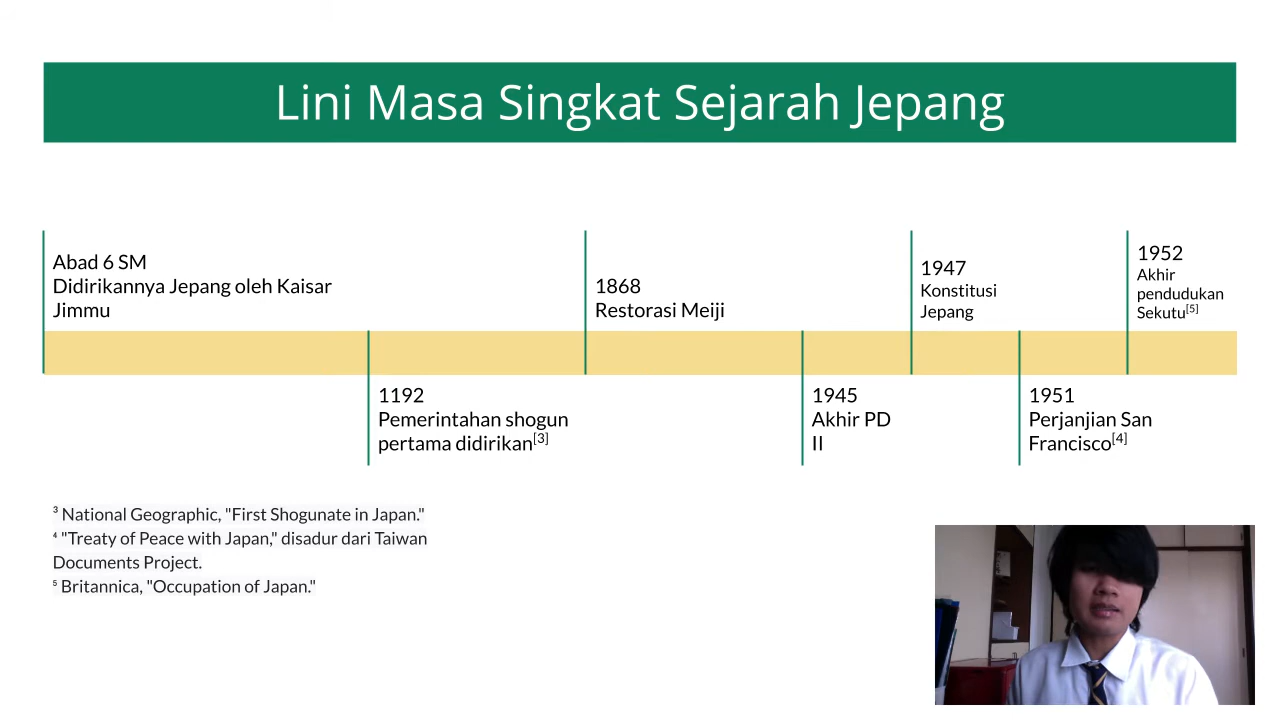 Lini Masa Singkat Sejarah Jepang
Abad 6 SM
Didirikannya Jepang oleh Kaisar
Jimmu
1192
Pemerintahan shogun
pertama didirikan[3]
1868
Restorasi Meiji
1945
Akhir PD
II
1947
Konstitusi
Jepang
1951
Perjanjian San
Francisco[4]
1952
Akhir
pendudukan
Sekutu[5]
³ National Geographic, "First Shogunate in Japan."
⁴ "Treaty of Peace with Japan," disadur dari Taiwan
Documents Project.
⁵ Britannica, "Occupation of Japan."